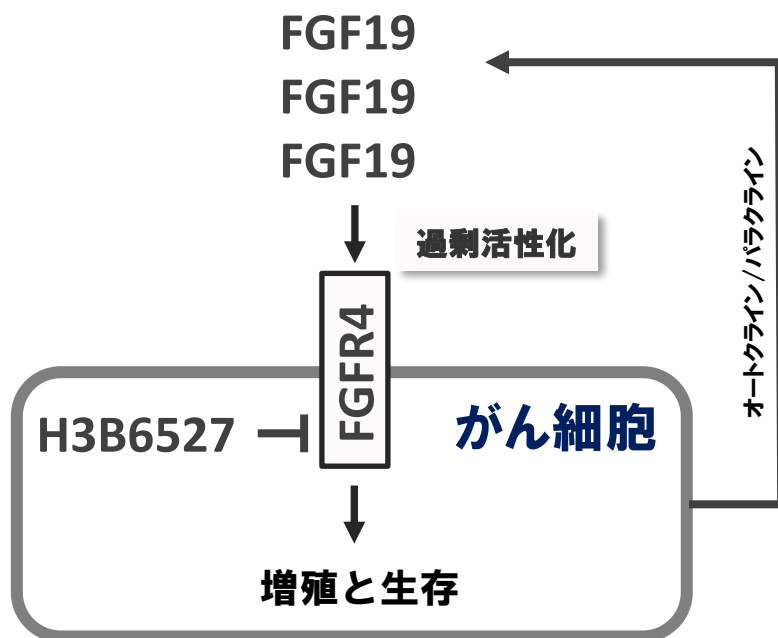 FGF19
FGF19
FGF19
過剰活性化
オートクライン/パラクライン
FGFR4
H3B6527
がん細胞
増殖と生存